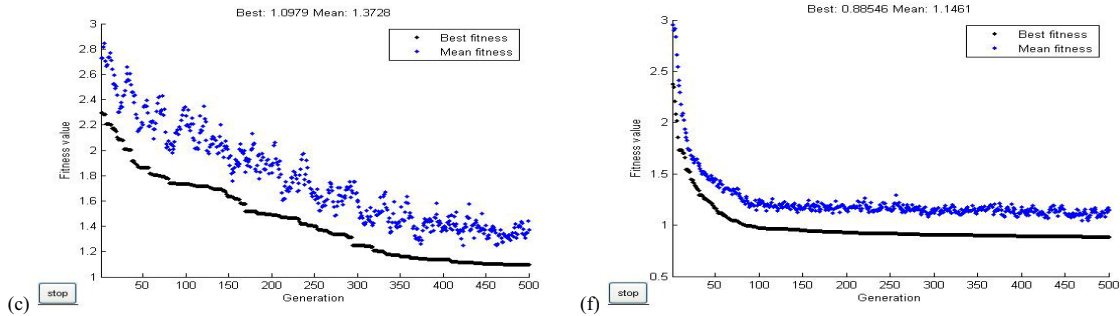 Best: 1.0979 Mean: 1.3728
3
2.8
2.6
2.4
2.2
2
1.8
1.6
1.4
1.2
1
Fitness value
Best fitness
Mean fitness
50 100 150 200 250 300 350 400 450 500
Generation
(c)
stop
Best: 0.88546 Mean: 1.1461
3
2.5
2
1.5
1
0.5
Fitness value
Best fitness
Mean fitness
50 100 150 200 250 300 350 400 450 500
Generation
(f)
stop